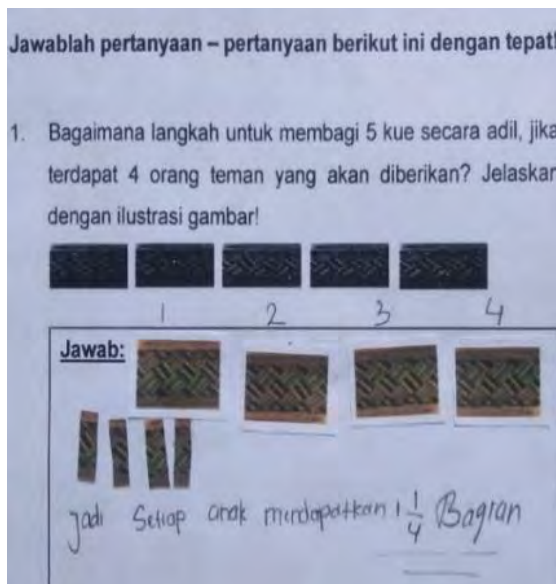 Jawablah pertanyaan – pertanyaan berikut ini dengan tepat!
1. Bagaimana langkah untuk membagi 5 kue secara adil, jika
terdapat 4 orang teman yang akan diberikan? Jelaskan
dengan ilustrasi gambar!
1 2 3 4
Jawab:
Jadi Setiap anak mendapatkan 1 1/4 Bagian